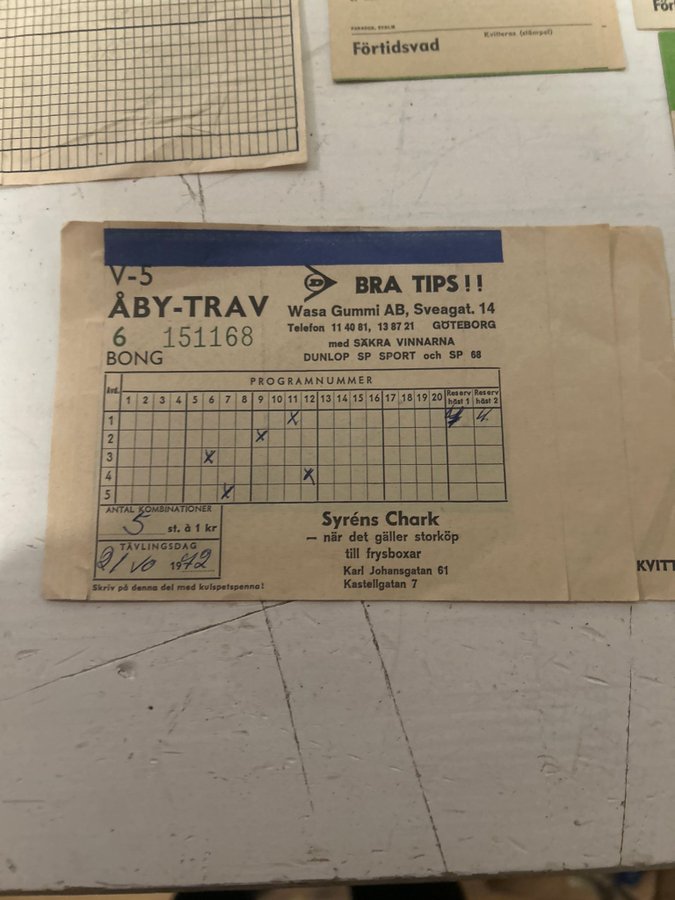 Förtidsvad
Kvitteras (stämpel)
För
V-5
ÅBY-TRAV
6 151168
BONG
D
BRA TIPS!!
Wasa Gummi AB, Sveagat. 14
Telefon 11 40 81, 13 87 21 GÖTEBORG
med SÄKRA VINNARNA
DUNLOP SP SPORT och SP 68
Avd.
PROGRAMNUMMER
1 2 3 4 5 6 7 8 9 10 11 12 13 14 15 16 17 18 19 20 Reserv häst 1 Reserv häst 2
1 X 4
2 X
3 X
4 X
5 X
ANTAL KOMBINATIONER
5 st. à 1 kr
TÄVLINGSDAG
21/10 1972
Skriv på denna del med kulspetspenna!
Syréns Chark
— när det gäller storköp
till frysboxar
Karl Johansgatan 61
Kastellgatan 7
KVITT